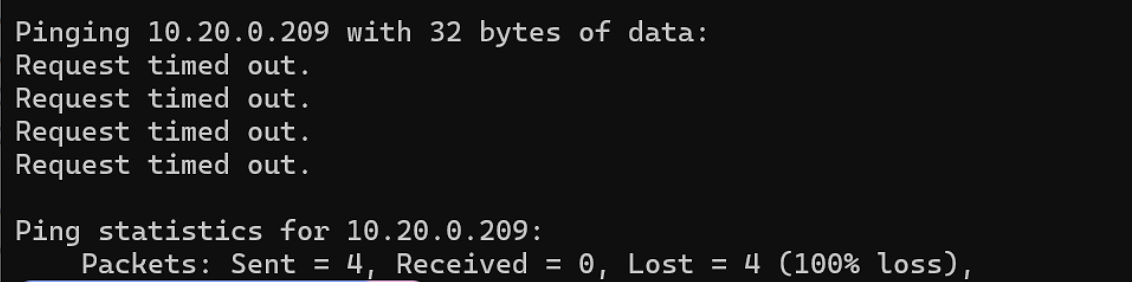 Pinging 10.20.0.209 with 32 bytes of data:
Request timed out.
Request timed out.
Request timed out.
Request timed out.
Ping statistics for 10.20.0.209:
Packets: Sent = 4, Received = 0, Lost = 4 (100% loss),